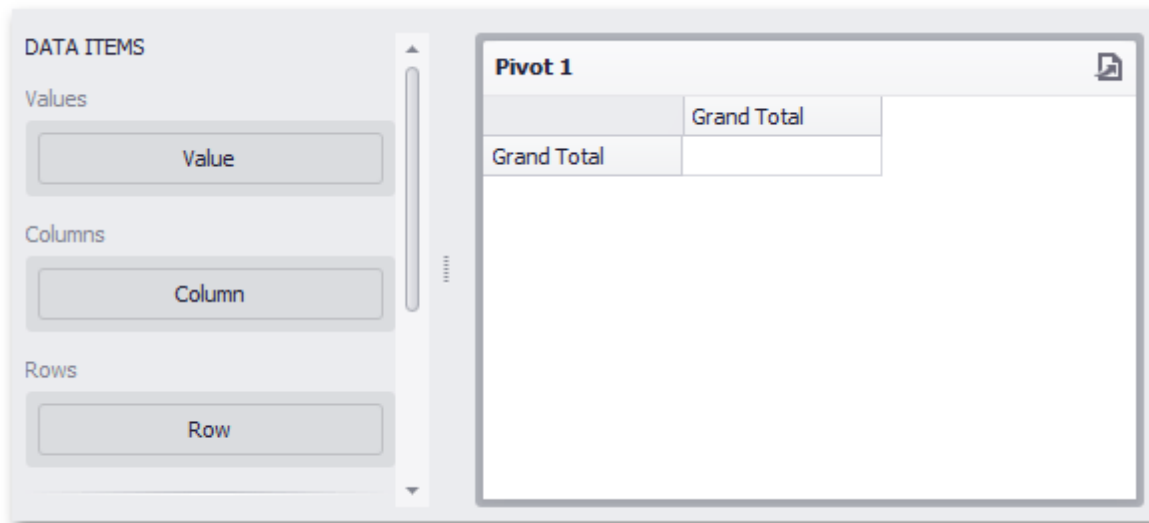 DATA ITEMS
Values
Value
Columns
Column
Rows
Row
Pivot 1
Grand Total
Grand Total